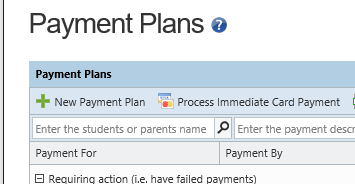 Payment Plans ?
Payment Plans
New Payment Plan Process Immediate Card Payment
Enter the students or parents name Enter the payment descr
Payment For Payment By
Requiring action (i.e. have failed payments)